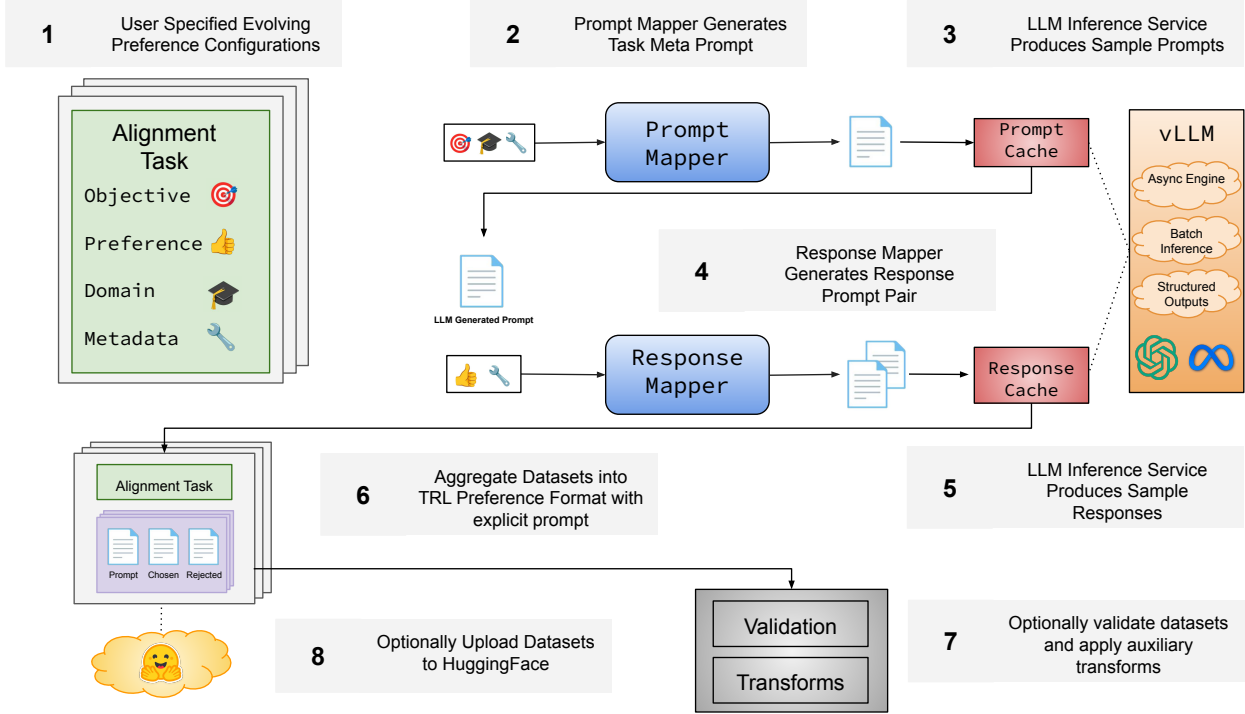 1
User Specified Evolving
Preference Configurations
2
Prompt Mapper Generates
Task Meta Prompt
3
LLM Inference Service
Produces Sample Prompts
Alignment
Task
Objective
Preference
Domain
Metadata
Prompt
Mapper
Prompt
Cache
vLLM
Async Engine
Batch
Inference
Structured
Outputs
LLM Generated Prompt
4
Response Mapper
Generates Response
Prompt Pair
Response
Mapper
Response
Cache
Alignment Task
Prompt
Chosen
Rejected
6
Aggregate Datasets into
TRL Preference Format with
explicit prompt
5
LLM Inference Service
Produces Sample
Responses
Validation
Transforms
7
Optionally validate datasets
and apply auxiliary
transforms
8
Optionally Upload Datasets
to HuggingFace